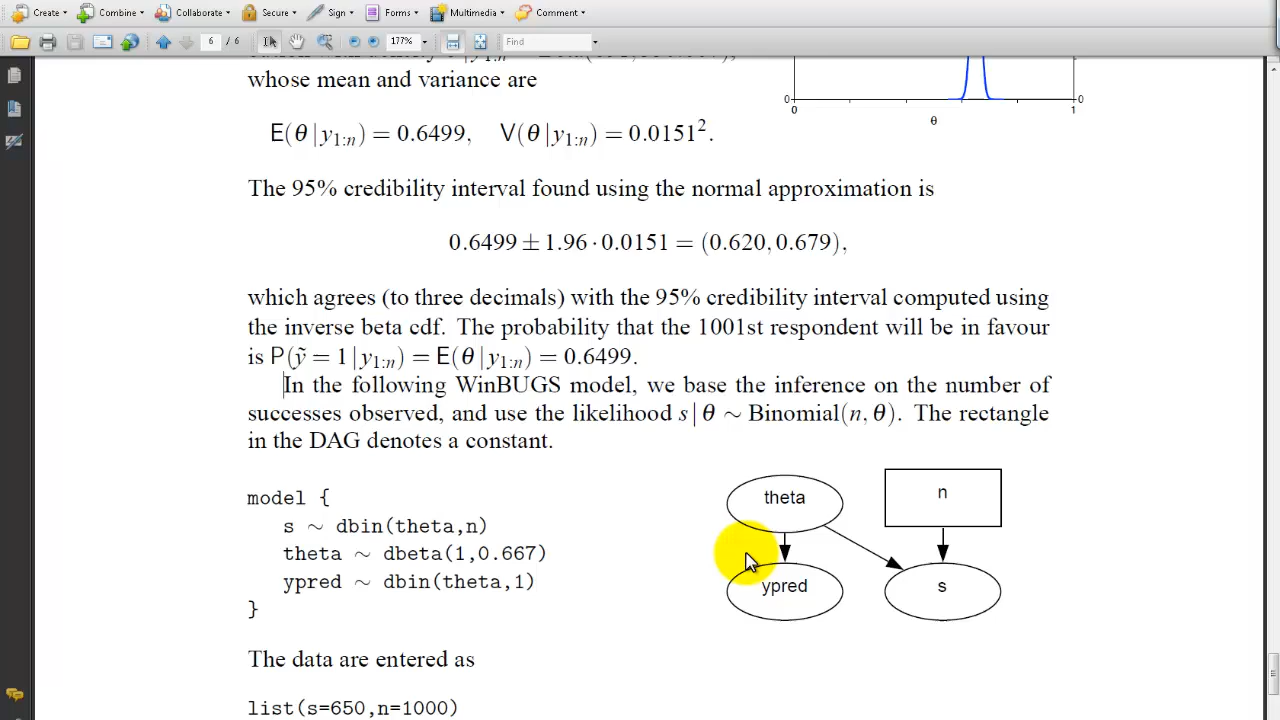 Create Combine Collaborate Secure Sign Forms Multimedia Comment
6 / 6 177% Find
whose mean and variance are
0 0
0 1
θ
E(θ|y1:n) = 0.6499, V(θ|y1:n) = 0.0151².
The 95% credibility interval found using the normal approximation is
0.6499 ± 1.96 · 0.0151 = (0.620, 0.679),
which agrees (to three decimals) with the 95% credibility interval computed using
the inverse beta cdf. The probability that the 1001st respondent will be in favour
is P(ỹ = 1|y1:n) = E(θ|y1:n) = 0.6499.
In the following WinBUGS model, we base the inference on the number of
successes observed, and use the likelihood s|θ ∼ Binomial(n, θ). The rectangle
in the DAG denotes a constant.
model {
s ∼ dbin(theta,n)
theta ∼ dbeta(1,0.667)
ypred ∼ dbin(theta,1)
}
theta n
ypred s
The data are entered as
list(s=650,n=1000)